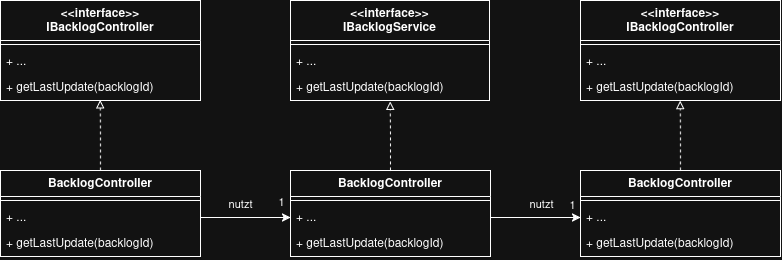 <<interface>>
IBacklogController
+ ...
+ getLastUpdate(backlogId)
<<interface>>
IBacklogService
+ ...
+ getLastUpdate(backlogId)
<<interface>>
IBacklogController
+ ...
+ getLastUpdate(backlogId)
BacklogController
+ ...
+ getLastUpdate(backlogId)
nutzt
1
BacklogController
+ ...
+ getLastUpdate(backlogId)
nutzt
1
BacklogController
+ ...
+ getLastUpdate(backlogId)